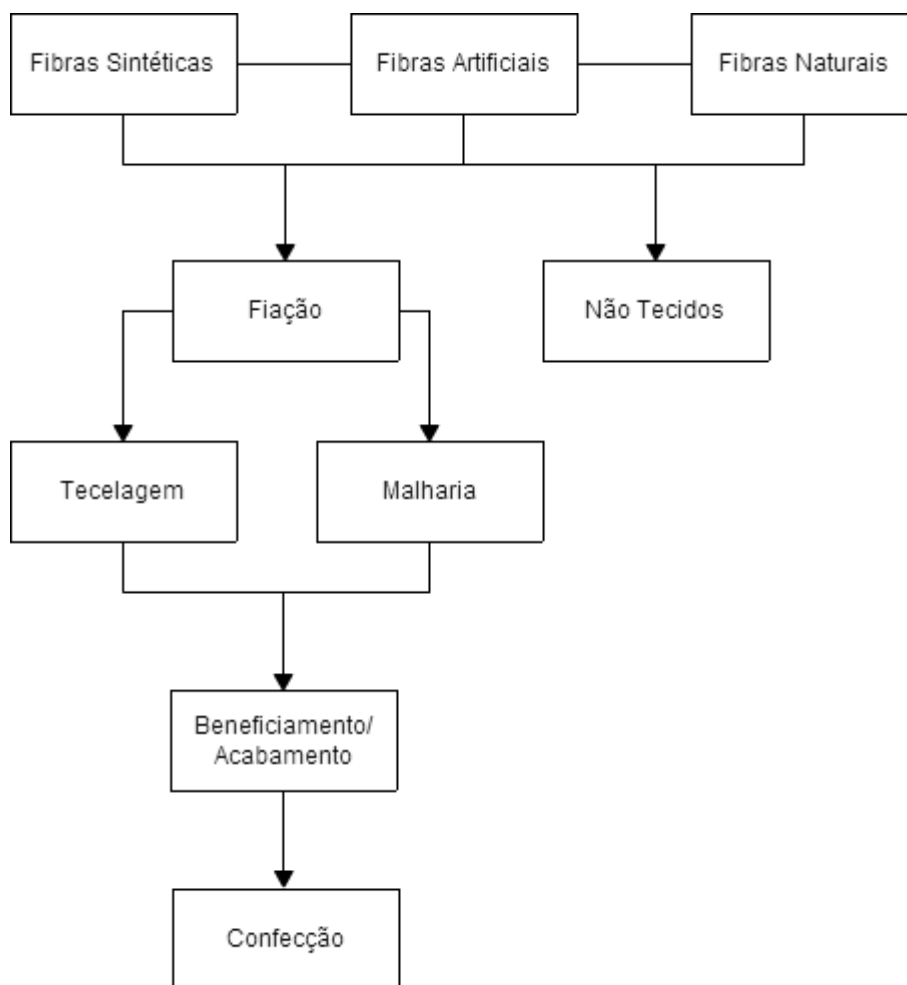 Fibras Sintéticas
Fibras Artificiais
Fibras Naturais
Fiação
Não Tecidos
Tecelagem
Malharia
Beneficiamento/
Acabamento
Confecção